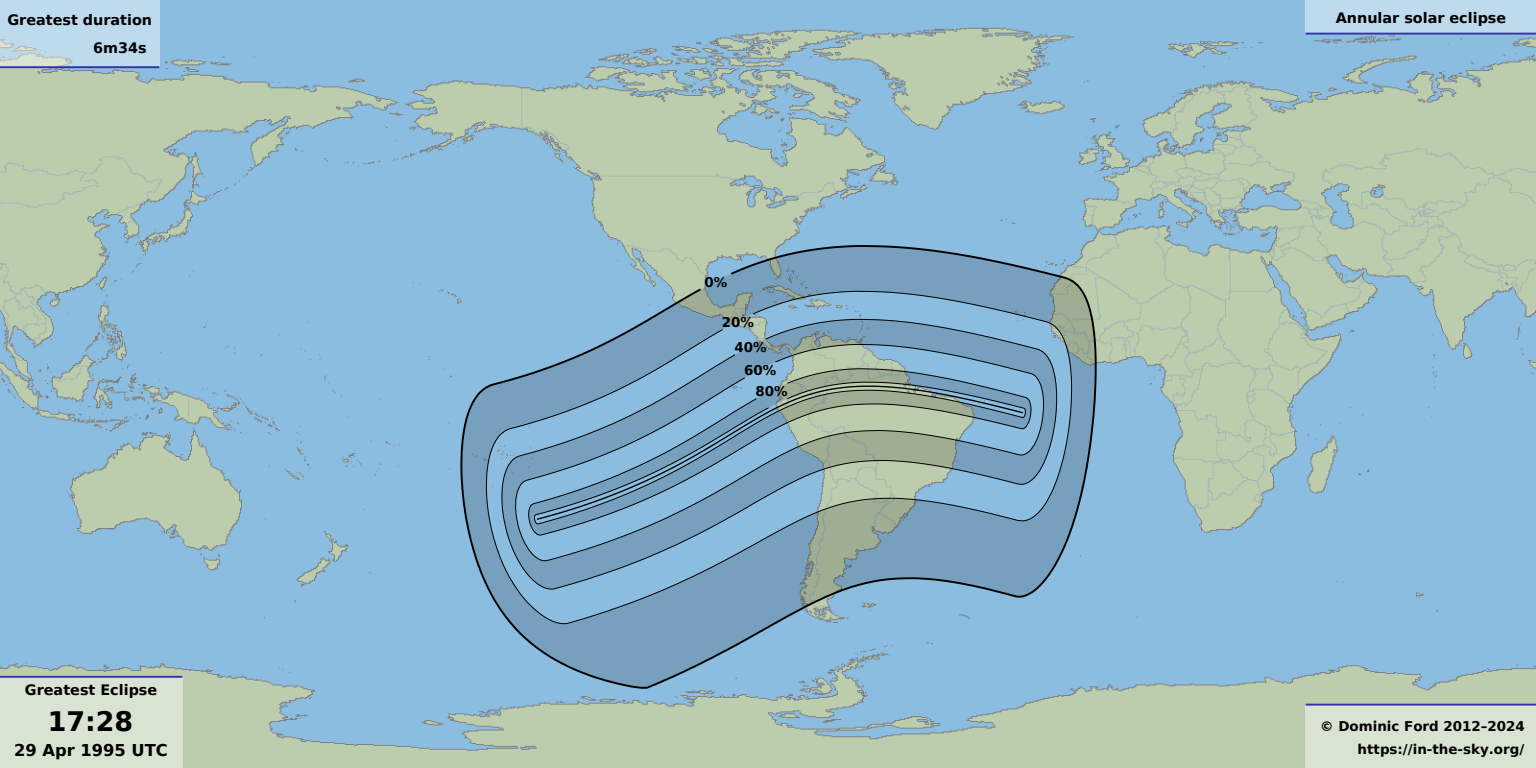 Greatest duration
6m34s
Annular solar eclipse
0%
20%
40%
60%
80%
Greatest Eclipse
17:28
29 Apr 1995 UTC
© Dominic Ford 2012–2024
https://in-the-sky.org/